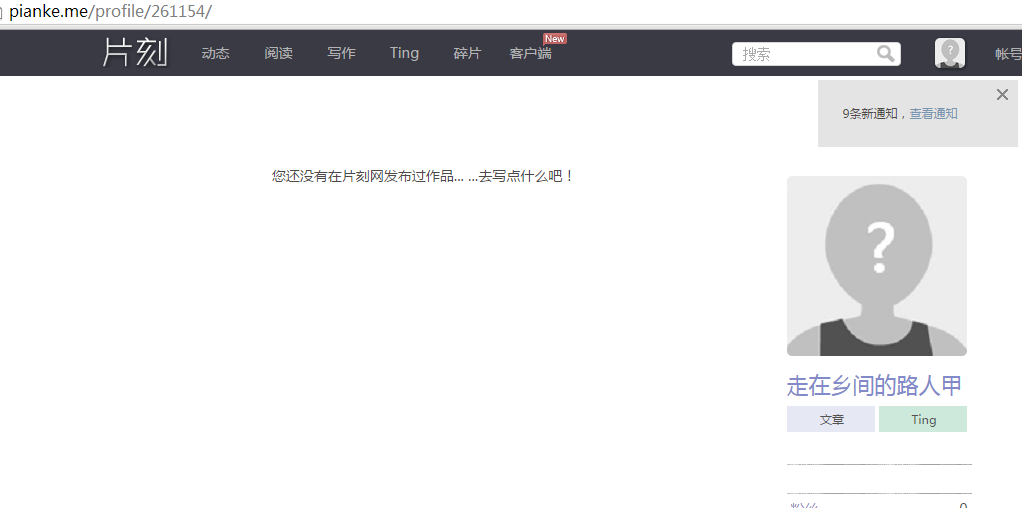 pianke.me/profile/261154/
片刻 动态 阅读 写作 Ting 碎片 客户端 New 搜索 帐号
9条新通知，查看通知
您还没有在片刻网发布过作品... ...去写点什么吧！
?
走在乡间的路人甲
文章 Ting
粉丝 0